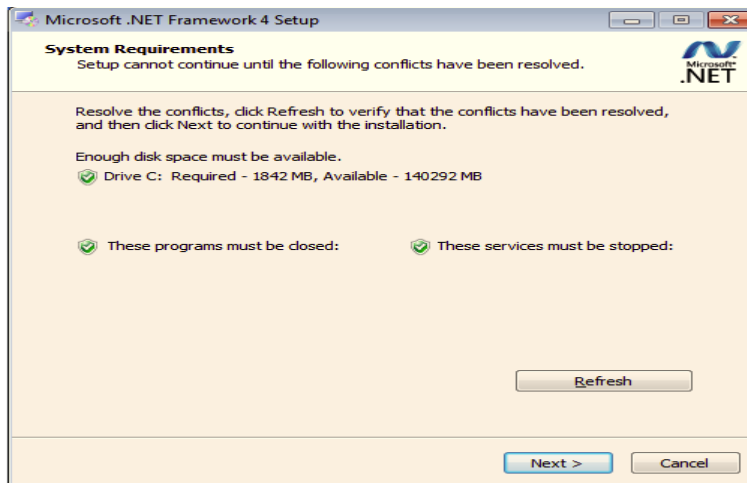 Microsoft .NET Framework 4 Setup
System Requirements
Setup cannot continue until the following conflicts have been resolved.
Microsoft
.NET
Resolve the conflicts, click Refresh to verify that the conflicts have been resolved,
and then click Next to continue with the installation.
Enough disk space must be available.
Drive C: Required - 1842 MB, Available - 140292 MB
These programs must be closed:
These services must be stopped:
Refresh
Next >
Cancel